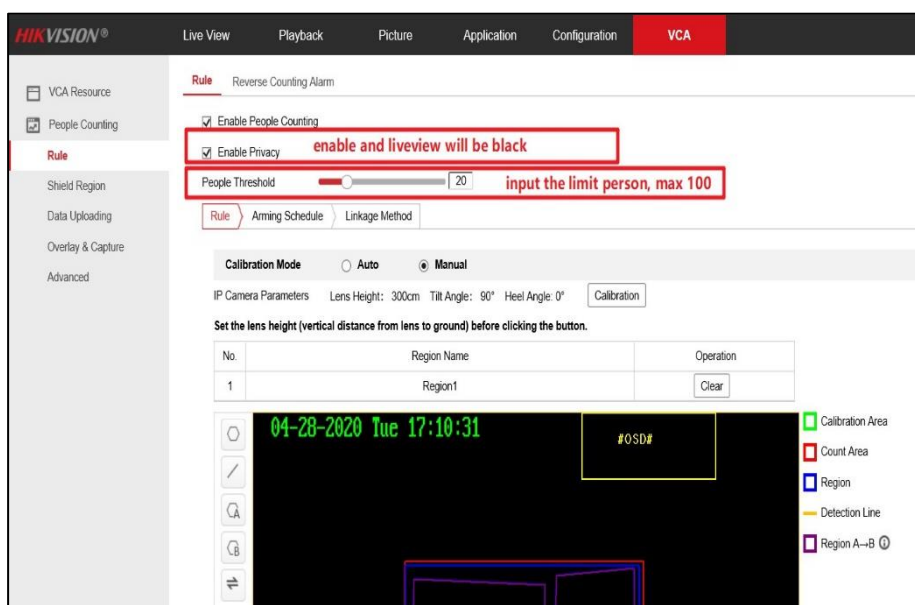 HIKVISION®
Live View Playback Picture Application Configuration VCA
VCA Resource
People Counting
Rule
Shield Region
Data Uploading
Overlay & Capture
Advanced
Rule Reverse Counting Alarm
Enable People Counting
Enable Privacy enable and liveview will be black
People Threshold 20 input the limit person, max 100
Rule Arming Schedule Linkage Method
Calibration Mode Auto Manual
IP Camera Parameters Lens Height: 300cm Tilt Angle: 90° Heel Angle: 0° Calibration
Set the lens height (vertical distance from lens to ground) before clicking the button.
No. Region Name Operation
1 Region1 Clear
04-28-2020 Tue 17:10:31
#OSD#
A
B
Calibration Area
Count Area
Region
Detection Line
Region A→B